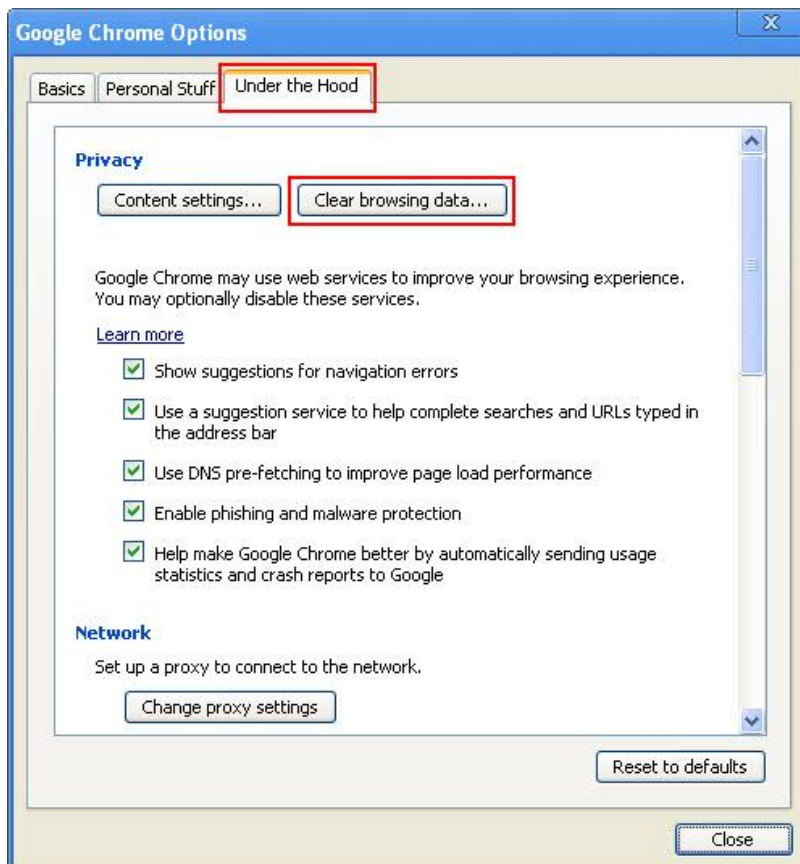 Google Chrome Options
Basics
Personal Stuff
Under the Hood
Privacy
Content settings...
Clear browsing data...
Google Chrome may use web services to improve your browsing experience.
You may optionally disable these services.
Learn more
Show suggestions for navigation errors
Use a suggestion service to help complete searches and URLs typed in
the address bar
Use DNS pre-fetching to improve page load performance
Enable phishing and malware protection
Help make Google Chrome better by automatically sending usage
statistics and crash reports to Google
Network
Set up a proxy to connect to the network.
Change proxy settings
Reset to defaults
Close